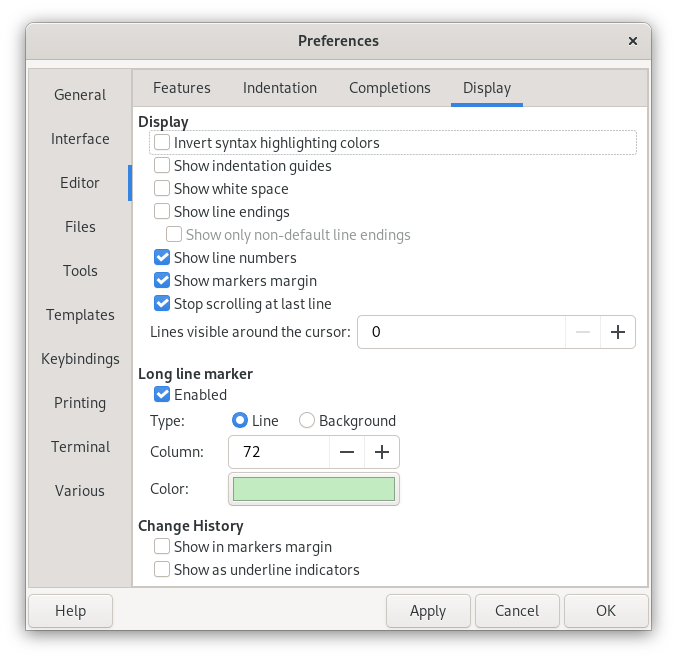 Preferences
General
Interface
Editor
Files
Tools
Templates
Keybindings
Printing
Terminal
Various
Features Indentation Completions Display
Display
Invert syntax highlighting colors
Show indentation guides
Show white space
Show line endings
Show only non-default line endings
Show line numbers
Show markers margin
Stop scrolling at last line
Lines visible around the cursor: 0
Long line marker
Enabled
Type: Line Background
Column: 72
Color:
Change History
Show in markers margin
Show as underline indicators
Help Apply Cancel OK